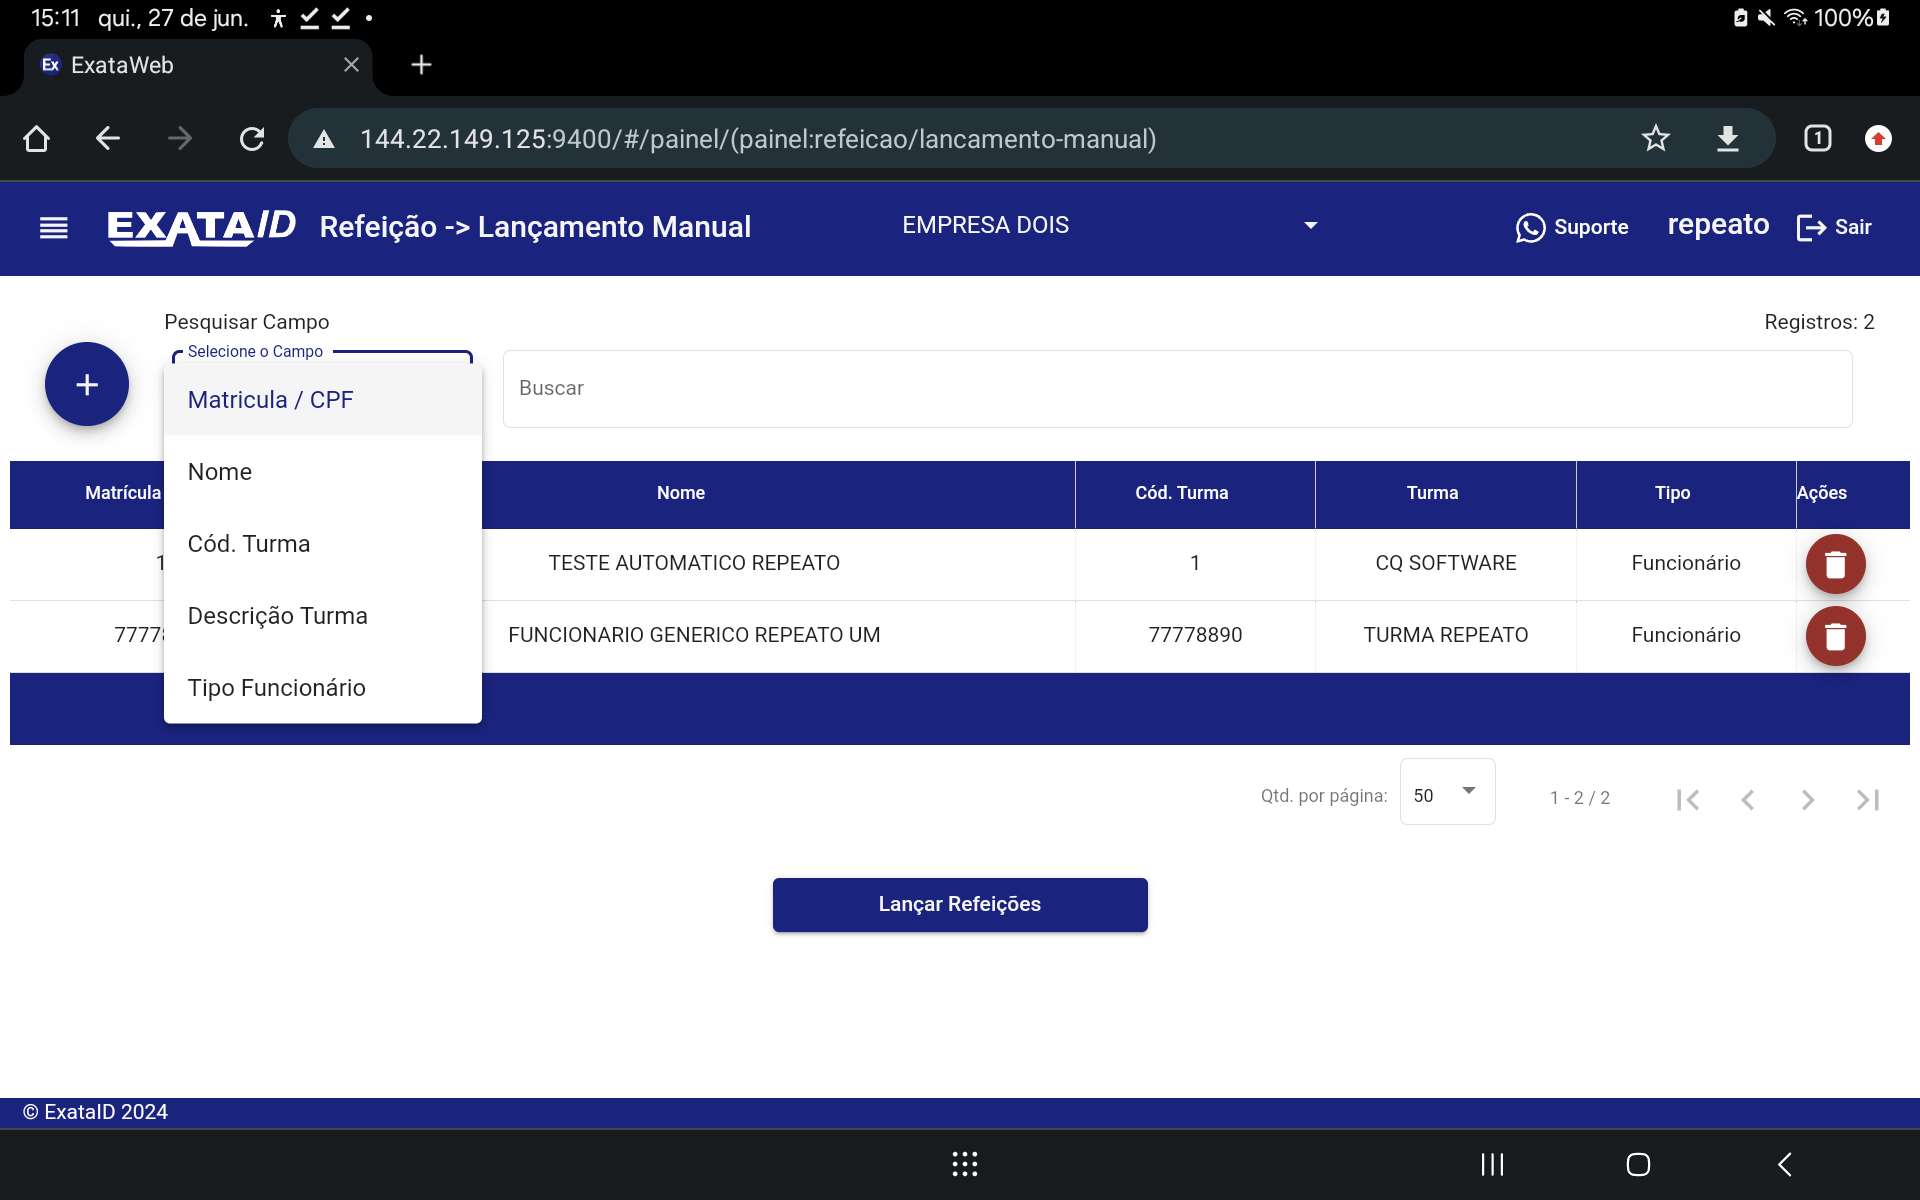 15:11 qui., 27 de jun. 100%
Ex ExataWeb
144.22.149.125:9400/#/painel/(painel:refeicao/lancamento-manual) 1
EXATAID Refeição -> Lançamento Manual EMPRESA DOIS Suporte repeato Sair
Pesquisar Campo Registros: 2
Selecione o Campo
Buscar
Matricula / CPF
Nome
Cód. Turma
Descrição Turma
Tipo Funcionário
Matrícula Nome Cód. Turma Turma Tipo Ações
1 TESTE AUTOMATICO REPEATO 1 CQ SOFTWARE Funcionário
7777 FUNCIONARIO GENERICO REPEATO UM 77778890 TURMA REPEATO Funcionário
Qtd. por página: 50 1 - 2 / 2
Lançar Refeições
© ExataID 2024